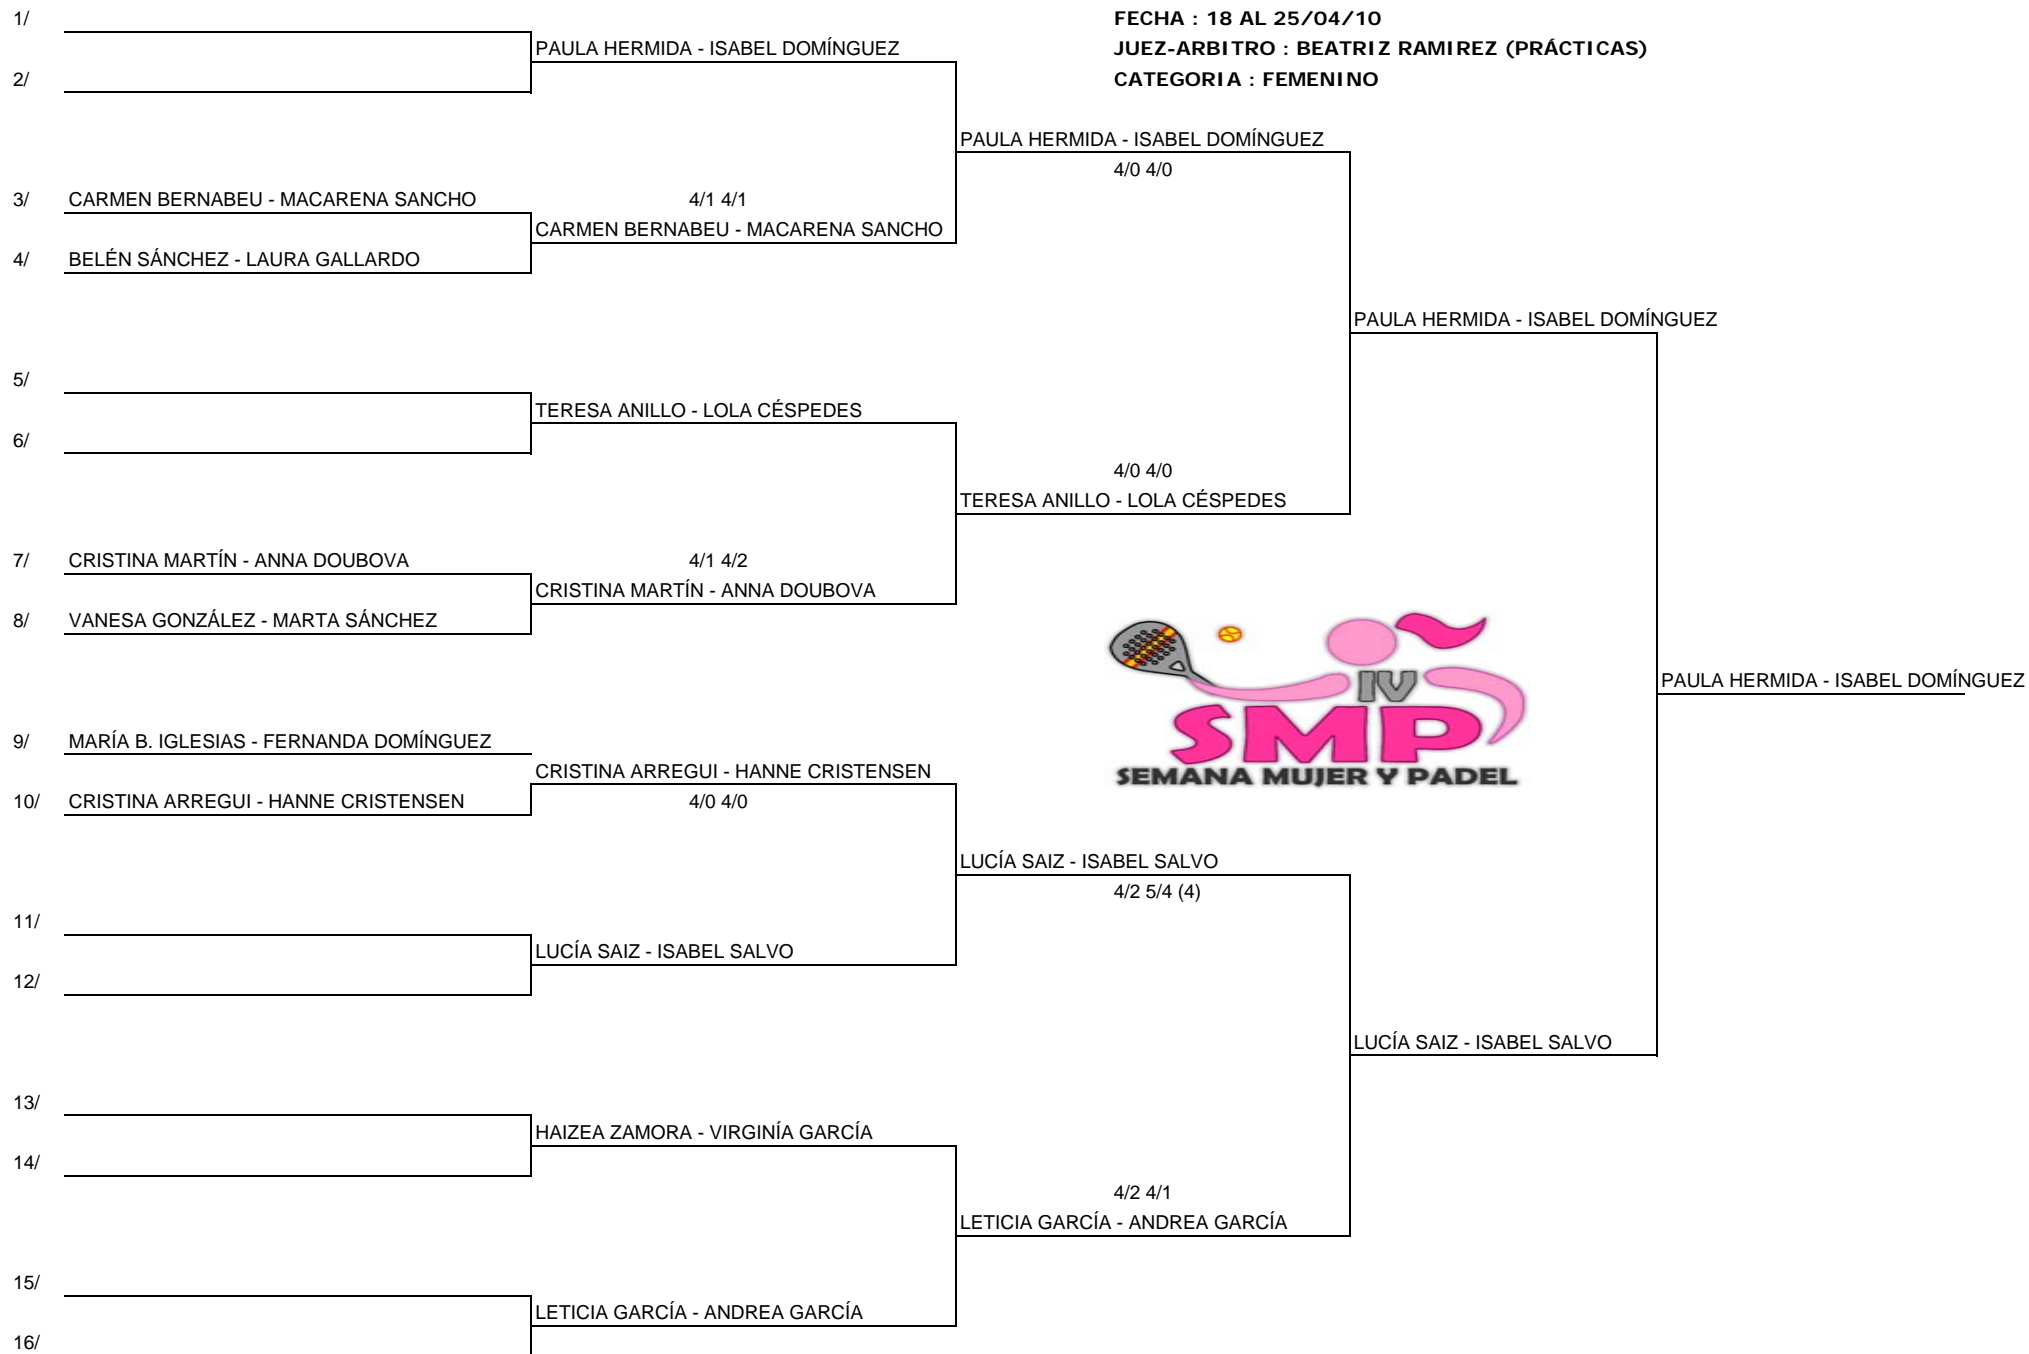 1/
FECHA : 18 AL 25/04/10
PAULA HERMIDA - ISABEL DOMÍNGUEZ
JUEZ-ARBITRO : BEATRIZ RAMIREZ (PRÁCTICAS)
2/
CATEGORIA : FEMENINO
PAULA HERMIDA - ISABEL DOMÍNGUEZ
4/0 4/0
3/ CARMEN BERNABEU - MACARENA SANCHO
4/1 4/1
CARMEN BERNABEU - MACARENA SANCHO
4/ BELÉN SÁNCHEZ - LAURA GALLARDO
PAULA HERMIDA - ISABEL DOMÍNGUEZ
5/
TERESA ANILLO - LOLA CÉSPEDES
6/
4/0 4/0
TERESA ANILLO - LOLA CÉSPEDES
7/ CRISTINA MARTÍN - ANNA DOUBOVA
4/1 4/2
CRISTINA MARTÍN - ANNA DOUBOVA
8/ VANESA GONZÁLEZ - MARTA SÁNCHEZ
IV
SMP
SEMANA MUJER Y PADEL
PAULA HERMIDA - ISABEL DOMÍNGUEZ
9/ MARÍA B. IGLESIAS - FERNANDA DOMÍNGUEZ
CRISTINA ARREGUI - HANNE CRISTENSEN
10/ CRISTINA ARREGUI - HANNE CRISTENSEN
4/0 4/0
LUCÍA SAIZ - ISABEL SALVO
4/2 5/4 (4)
11/
LUCÍA SAIZ - ISABEL SALVO
12/
LUCÍA SAIZ - ISABEL SALVO
13/
HAIZEA ZAMORA - VIRGINÍA GARCÍA
14/
4/2 4/1
LETICIA GARCÍA - ANDREA GARCÍA
15/
LETICIA GARCÍA - ANDREA GARCÍA
16/